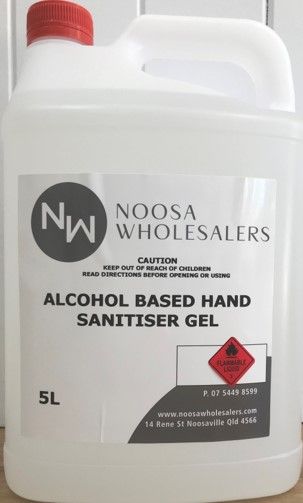 NW
NOOSA
WHOLESALERS
CAUTION
KEEP OUT OF REACH OF CHILDREN
READ DIRECTIONS BEFORE OPENING OR USING
ALCOHOL BASED HAND
SANITISER GEL
FLAMMABLE
LIQUID
3
5L
P. 07 5449 8599
www.noosawholesalers.com
14 Rene St Noosaville Qld 4566